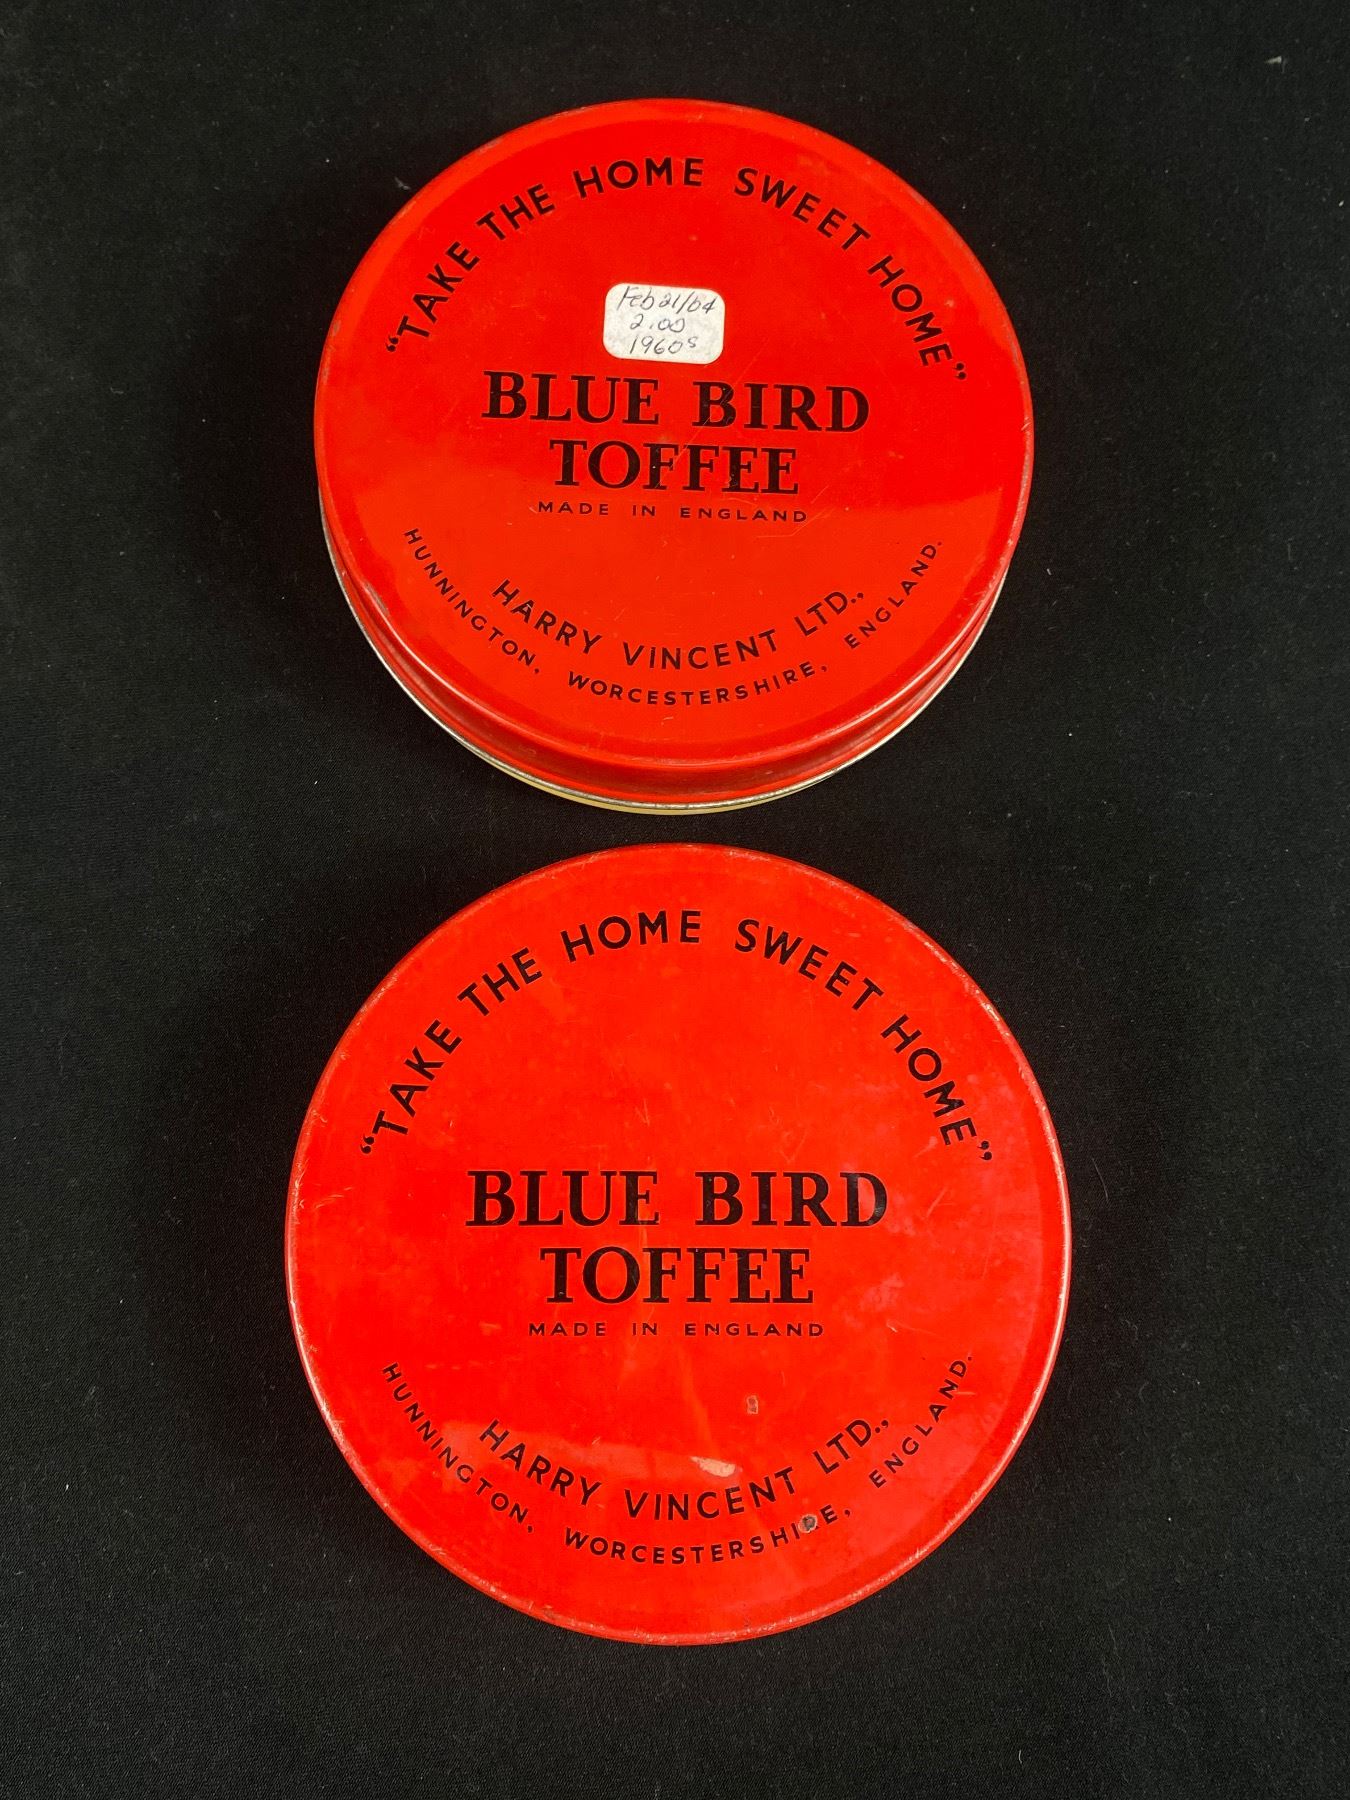 “TAKE THE HOME SWEET HOME”
Feb 21/04
2.00
1960s
BLUE BIRD
TOFFEE
MADE IN ENGLAND
HARRY VINCENT LTD.,
HUNNINGTON, WORCESTERSHIRE, ENGLAND.
“TAKE THE HOME SWEET HOME”
BLUE BIRD
TOFFEE
MADE IN ENGLAND
HARRY VINCENT LTD.,
HUNNINGTON, WORCESTERSHIRE, ENGLAND.